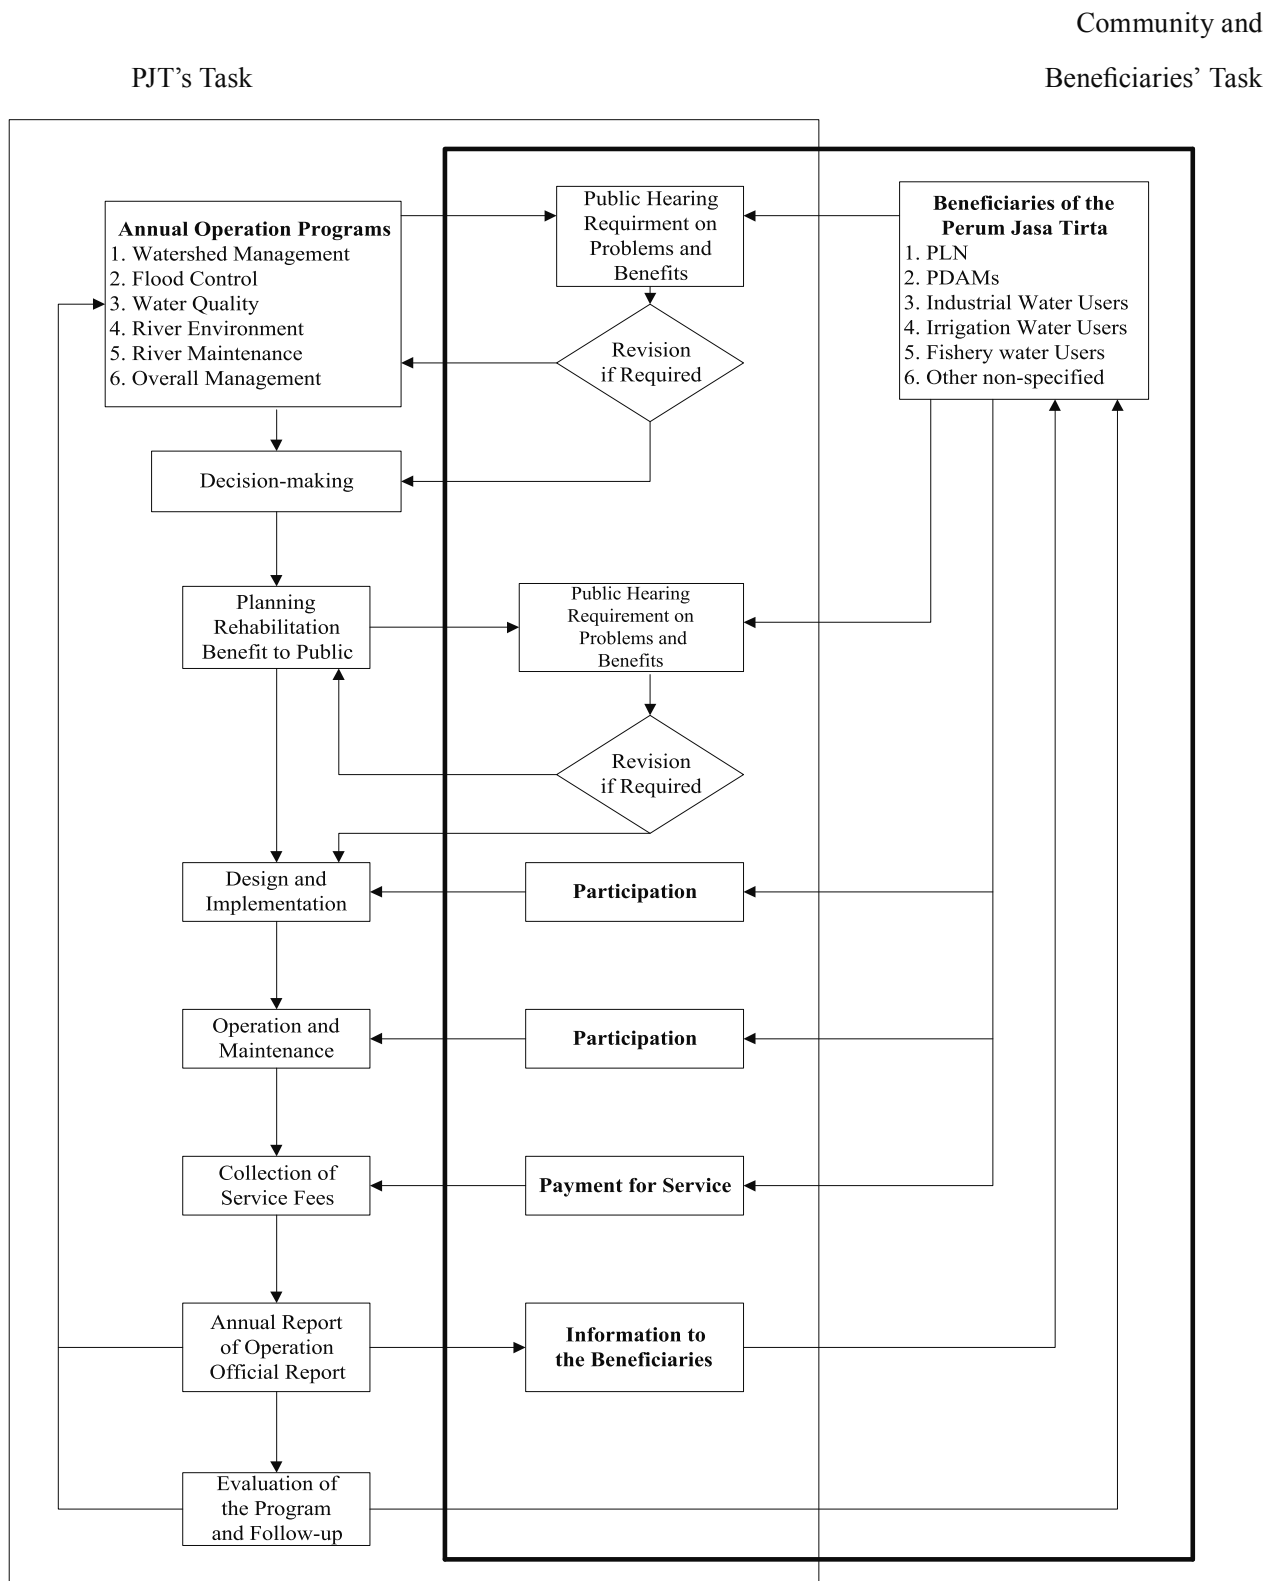 Community and
PJT's Task
Beneficiaries' Task
Annual Operation Programs
1. Watershed Management
2. Flood Control
3. Water Quality
4. River Environment
5. River Maintenance
6. Overall Management
Public Hearing
Requirment on
Problems and
Benefits
Beneficiaries of the
Perum Jasa Tirta
1. PLN
2. PDAMs
3. Industrial Water Users
4. Irrigation Water Users
5. Fishery water Users
6. Other non-specified
Revision
if Required
Decision-making
Planning
Rehabilitation
Benefit to Public
Public Hearing
Requirement on
Problems and
Benefits
Revision
if Required
Design and
Implementation
Participation
Operation and
Maintenance
Participation
Collection of
Service Fees
Payment for Service
Annual Report
of Operation
Official Report
Information to
the Beneficiaries
Evaluation of
the Program
and Follow-up